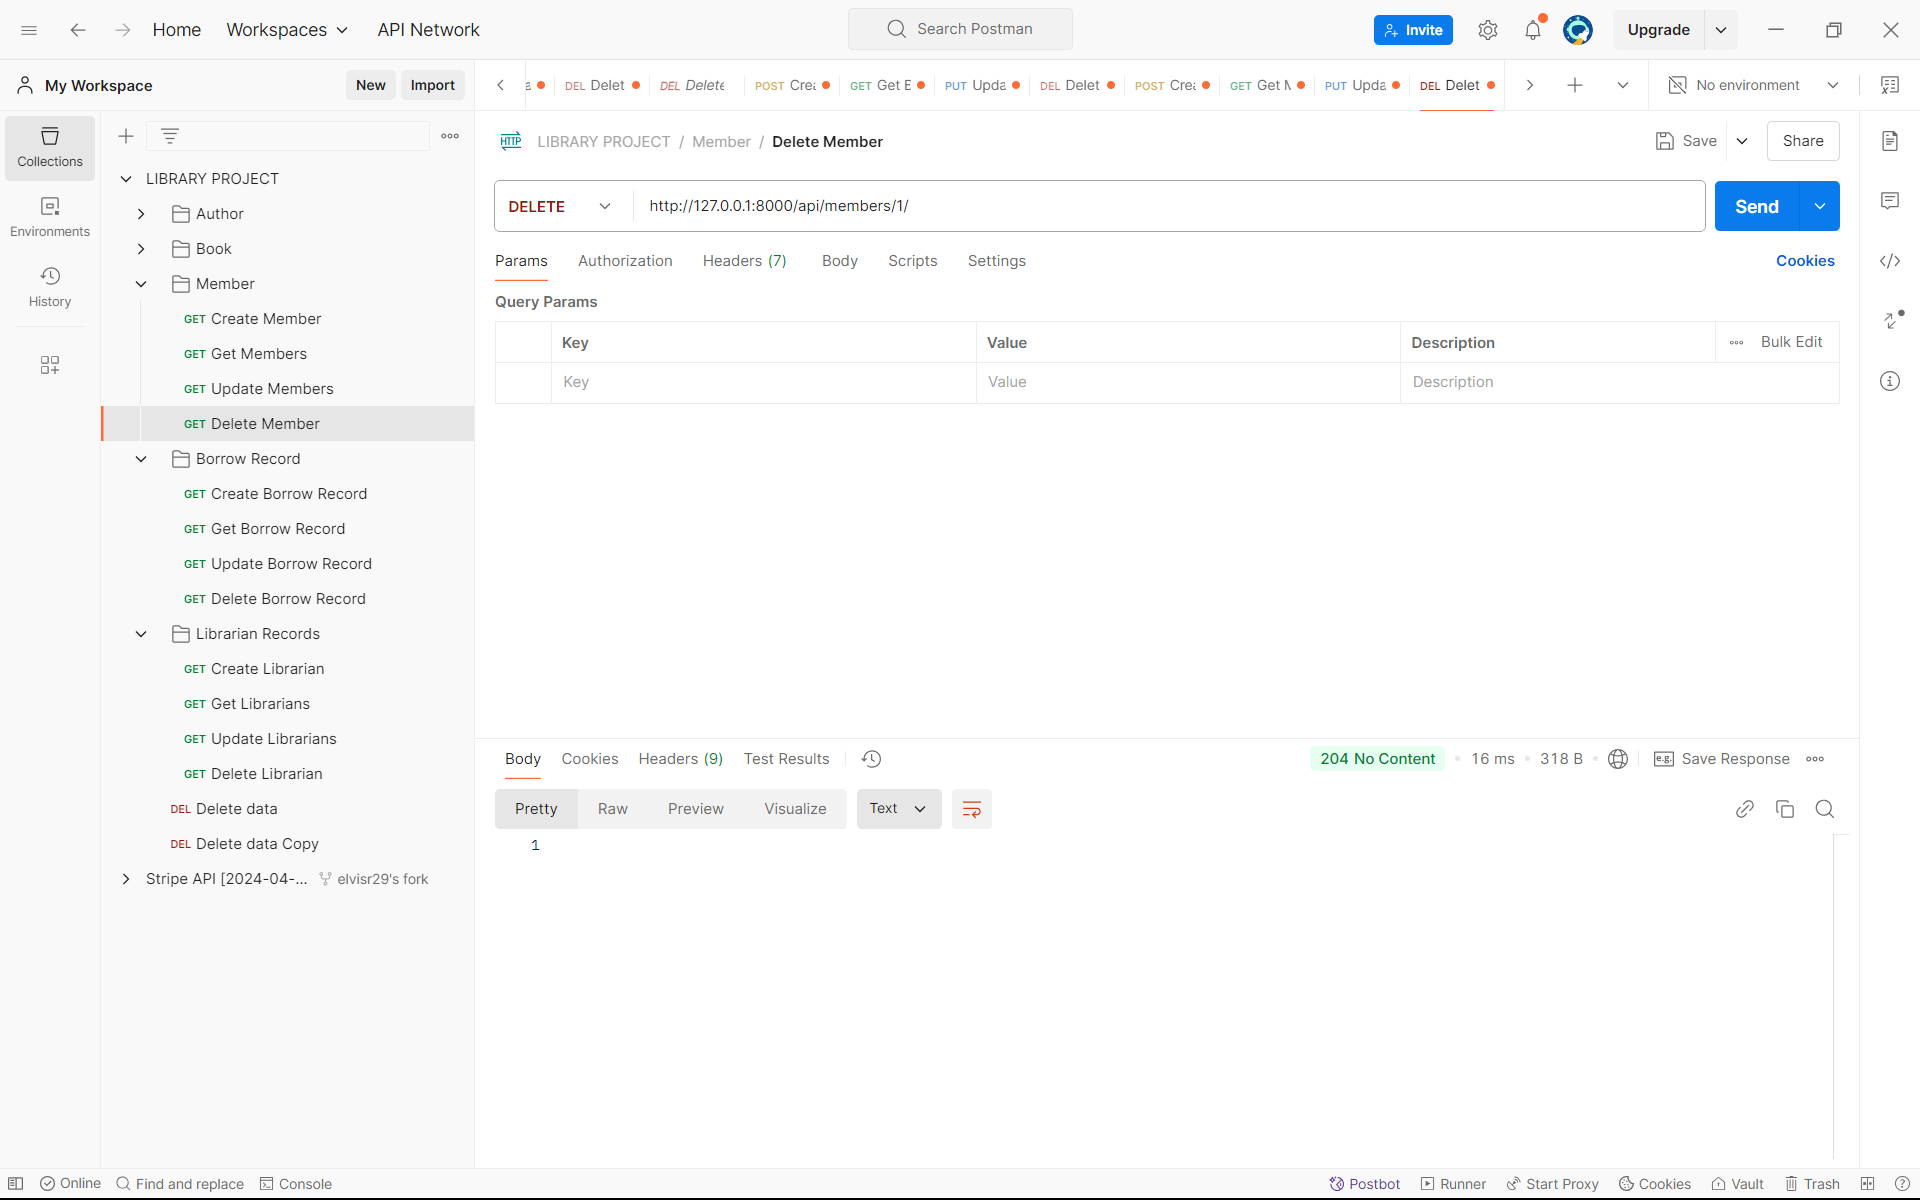 Home Workspaces API Network Search Postman Invite Upgrade
My Workspace New Import DEL Delet DEL Delete POST Crea GET Get E PUT Upda DEL Delet POST Crea GET Get M PUT Upda DEL Delet No environment
Collections
Environments
History
LIBRARY PROJECT
Author
Book
Member
GET Create Member
GET Get Members
GET Update Members
GET Delete Member
Borrow Record
GET Create Borrow Record
GET Get Borrow Record
GET Update Borrow Record
GET Delete Borrow Record
Librarian Records
GET Create Librarian
GET Get Librarians
GET Update Librarians
GET Delete Librarian
DEL Delete data
DEL Delete data Copy
Stripe API [2024-04-... elvisr29's fork
HTTP LIBRARY PROJECT / Member / Delete Member Save Share
DELETE http://127.0.0.1:8000/api/members/1/ Send
Params Authorization Headers (7) Body Scripts Settings Cookies
Query Params
Key Value Description Bulk Edit
Key Value Description
Body Cookies Headers (9) Test Results 204 No Content 16 ms 318 B e.g. Save Response
Pretty Raw Preview Visualize Text
1
Online Find and replace Console Postbot Runner Start Proxy Cookies Vault Trash